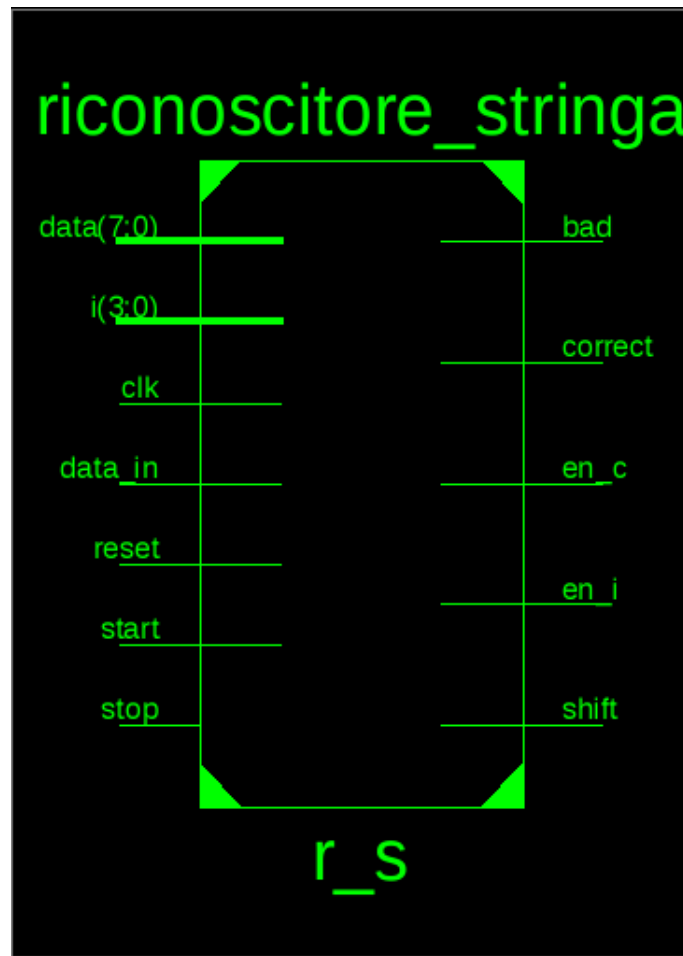 riconoscitore_stringa
data(7:0)
i(3:0)
clk
data_in
reset
start
stop
bad
correct
en_c
en_i
shift
r_s